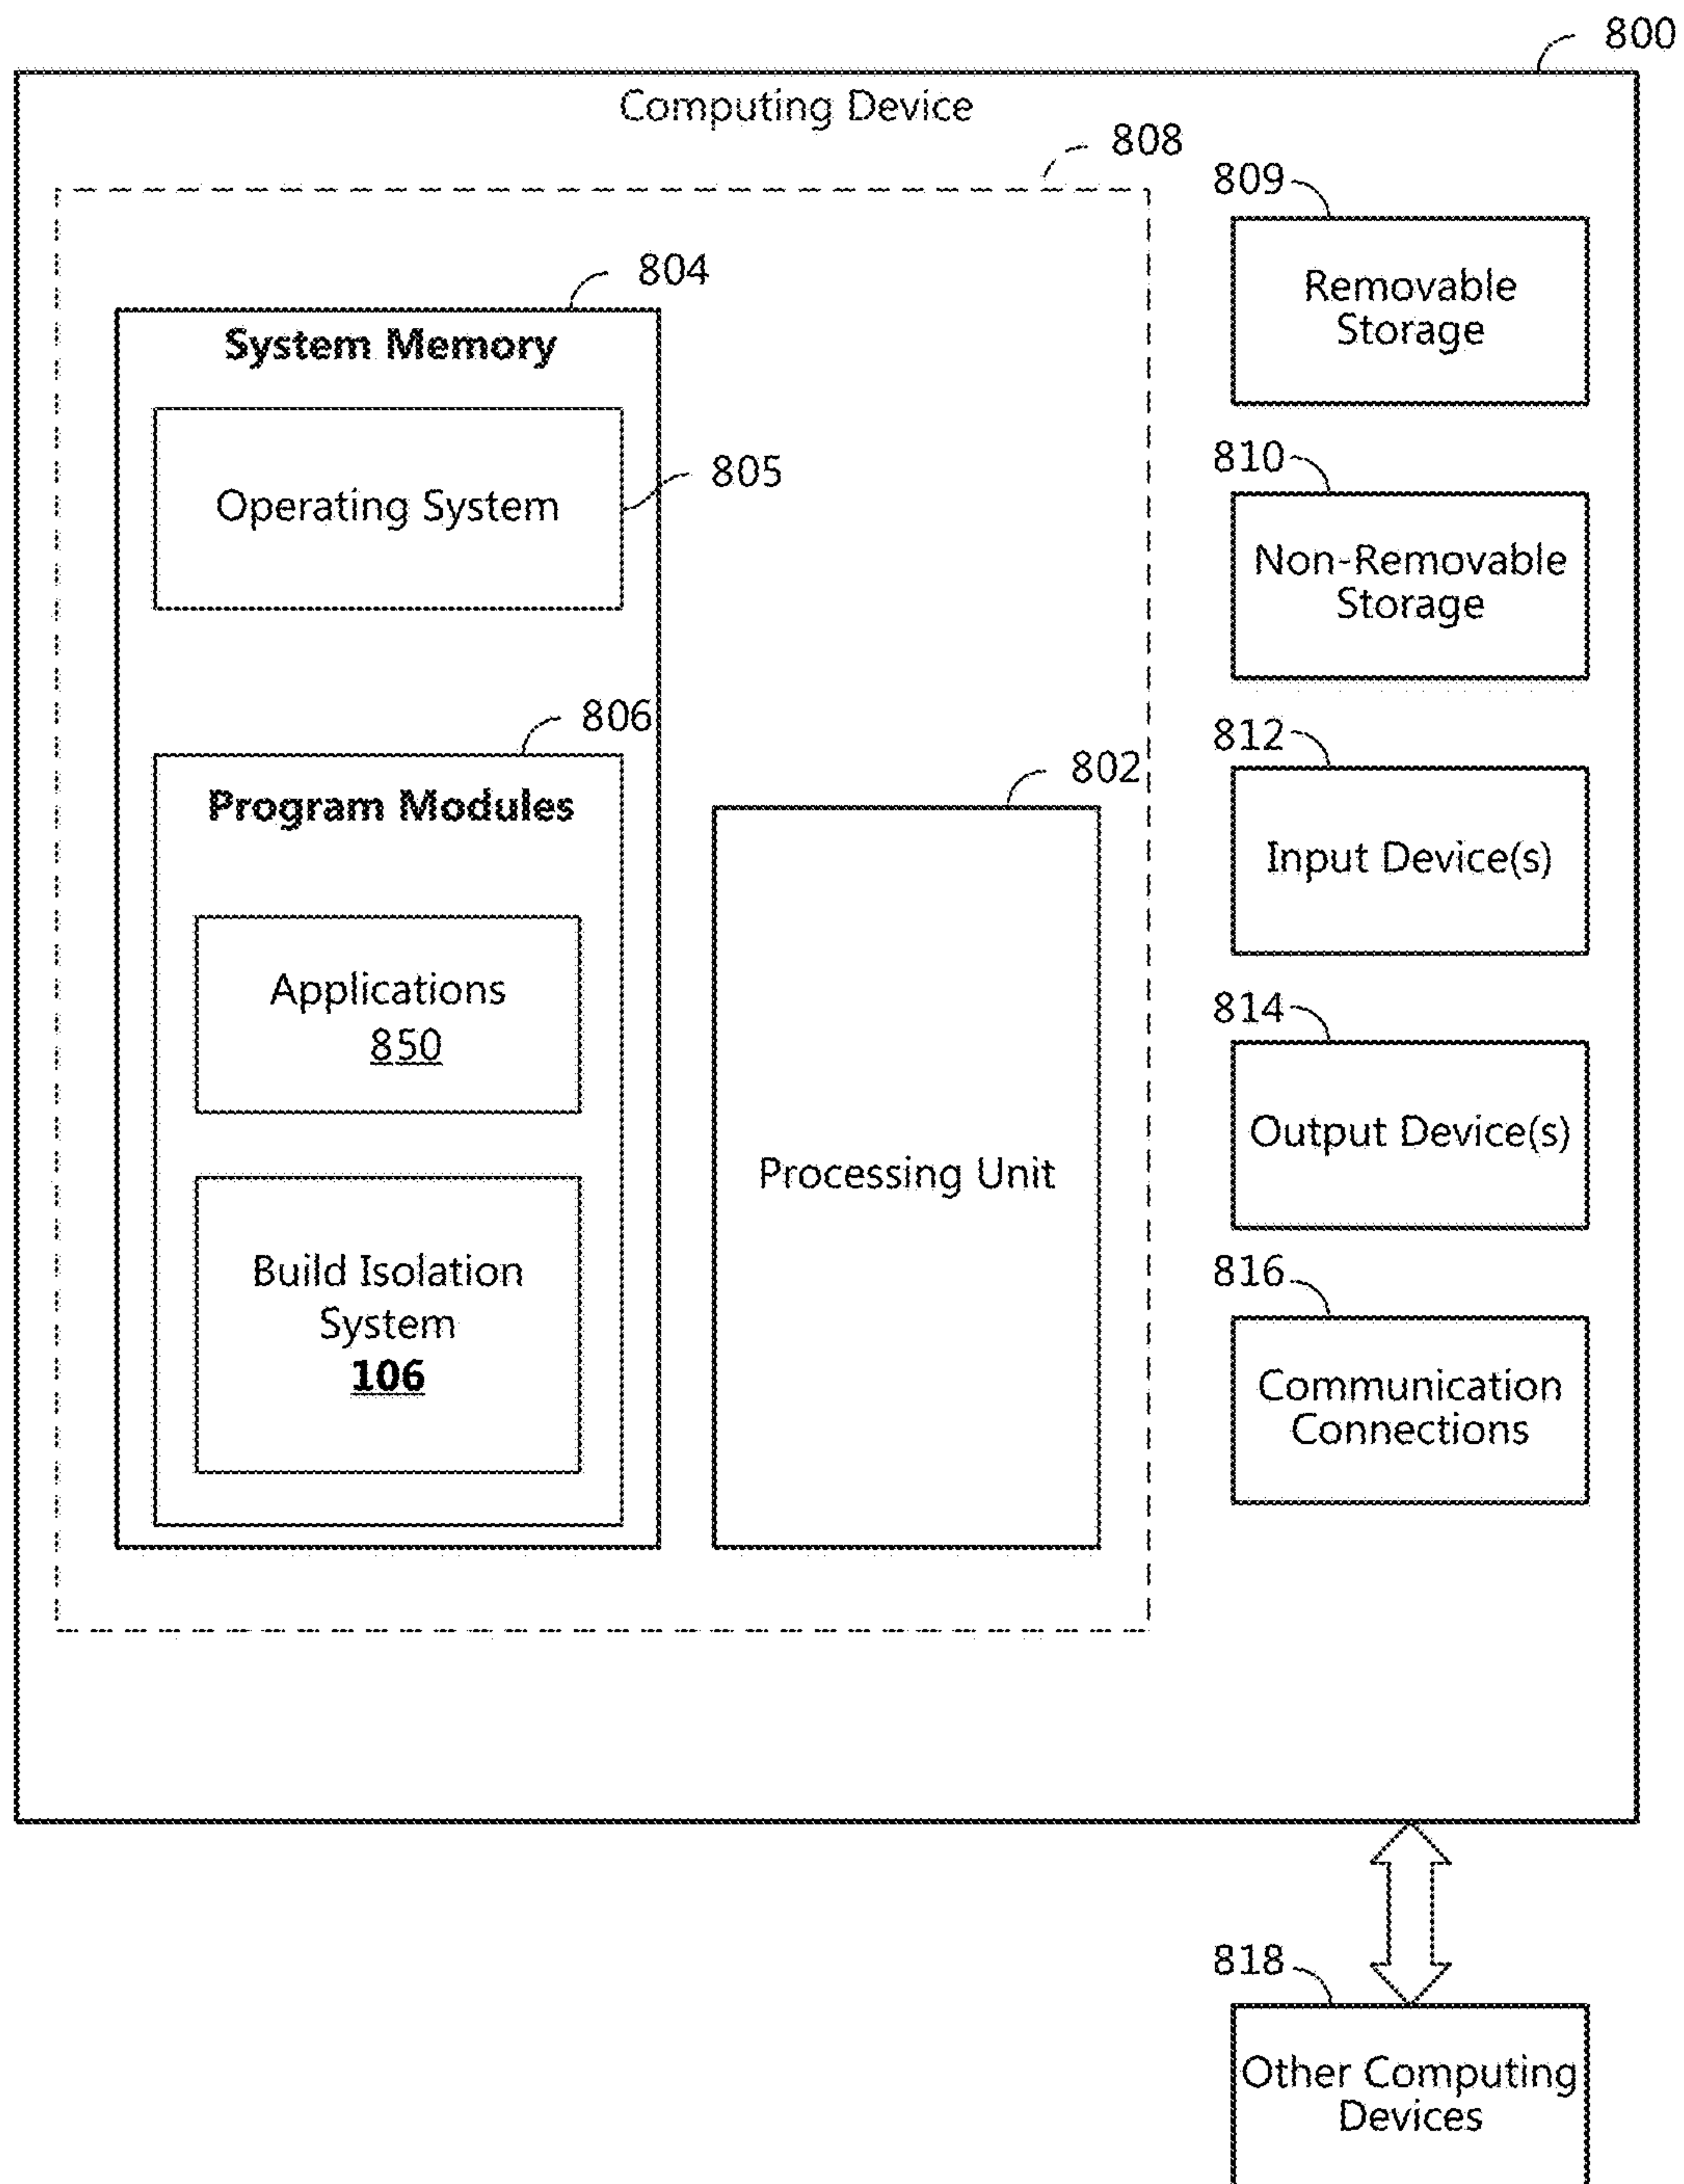 800
Computing Device
808
809
Removable
Storage
804
System Memory
Operating System
805
810
Non-Removable
Storage
806
Program Modules
802
812
Input Device(s)
Applications
850
Processing Unit
814
Output Device(s)
Build Isolation
System
106
816
Communication
Connections
818
Other Computing
Devices